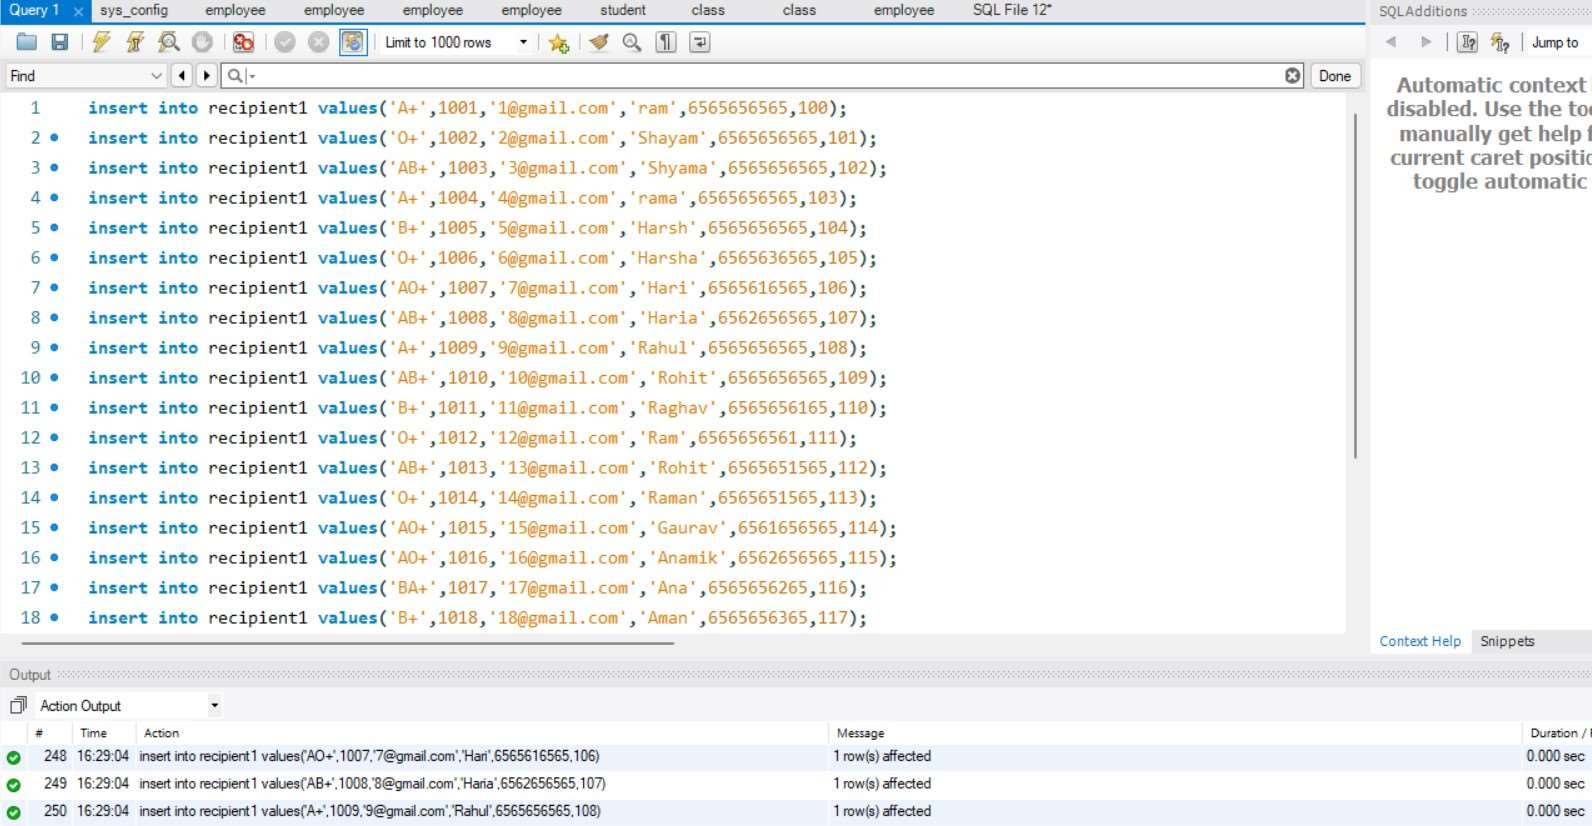 Query 1 × sys_config employee employee employee employee student class class employee SQL File 12* SQLAdditions
Limit to 1000 rows Jump to
Find Done
Automatic context
disabled. Use the
manually get help
current caret
toggle automatic
1 insert into recipient1 values('A+',1001,'1@gmail.com','ram',6565656565,100);
2 insert into recipient1 values('O+',1002,'2@gmail.com','Shayam',6565656565,101);
3 insert into recipient1 values('AB+',1003,'3@gmail.com','Shyama',6565656565,102);
4 insert into recipient1 values('A+',1004,'4@gmail.com','rama',6565656565,103);
5 insert into recipient1 values('B+',1005,'5@gmail.com','Harsh',6565656565,104);
6 insert into recipient1 values('O+',1006,'6@gmail.com','Harsha',6565636565,105);
7 insert into recipient1 values('AO+',1007,'7@gmail.com','Hari',6565616565,106);
8 insert into recipient1 values('AB+',1008,'8@gmail.com','Haria',6562656565,107);
9 insert into recipient1 values('A+',1009,'9@gmail.com','Rahul',6565656565,108);
10 insert into recipient1 values('AB+',1010,'10@gmail.com','Rohit',6565656565,109);
11 insert into recipient1 values('B+',1011,'11@gmail.com','Raghav',6565656165,110);
12 insert into recipient1 values('O+',1012,'12@gmail.com','Ram',6565656561,111);
13 insert into recipient1 values('AB+',1013,'13@gmail.com','Rohit',6565651565,112);
14 insert into recipient1 values('O+',1014,'14@gmail.com','Raman',6565651565,113);
15 insert into recipient1 values('AO+',1015,'15@gmail.com','Gaurav',6561656565,114);
16 insert into recipient1 values('AO+',1016,'16@gmail.com','Anamik',6562656565,115);
17 insert into recipient1 values('BA+',1017,'17@gmail.com','Ana',6565656265,116);
18 insert into recipient1 values('B+',1018,'18@gmail.com','Aman',6565656365,117);
Context Help Snippets
Output
Action Output
# Time Action Message Duration /
248 16:29:04 insert into recipient1 values('AO+',1007,'7@gmail.com','Hari',6565616565,106) 1 row(s) affected 0.000 sec
249 16:29:04 insert into recipient1 values('AB+',1008,'8@gmail.com','Haria',6562656565,107) 1 row(s) affected 0.000 sec
250 16:29:04 insert into recipient1 values('A+',1009,'9@gmail.com','Rahul',6565656565,108) 1 row(s) affected 0.000 sec